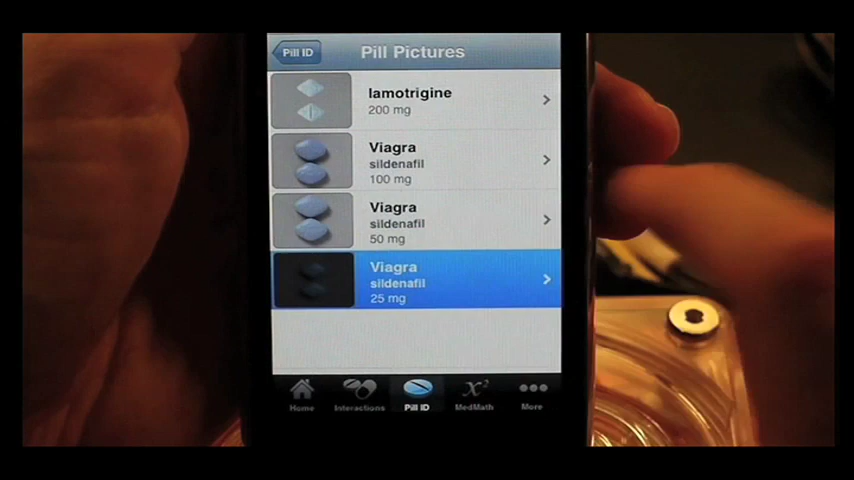 Pill ID
Pill Pictures
lamotrigine
200 mg
Viagra
sildenafil
100 mg
Viagra
sildenafil
50 mg
Viagra
sildenafil
25 mg
Home
Interactions
Pill ID
x²
MedMath
More